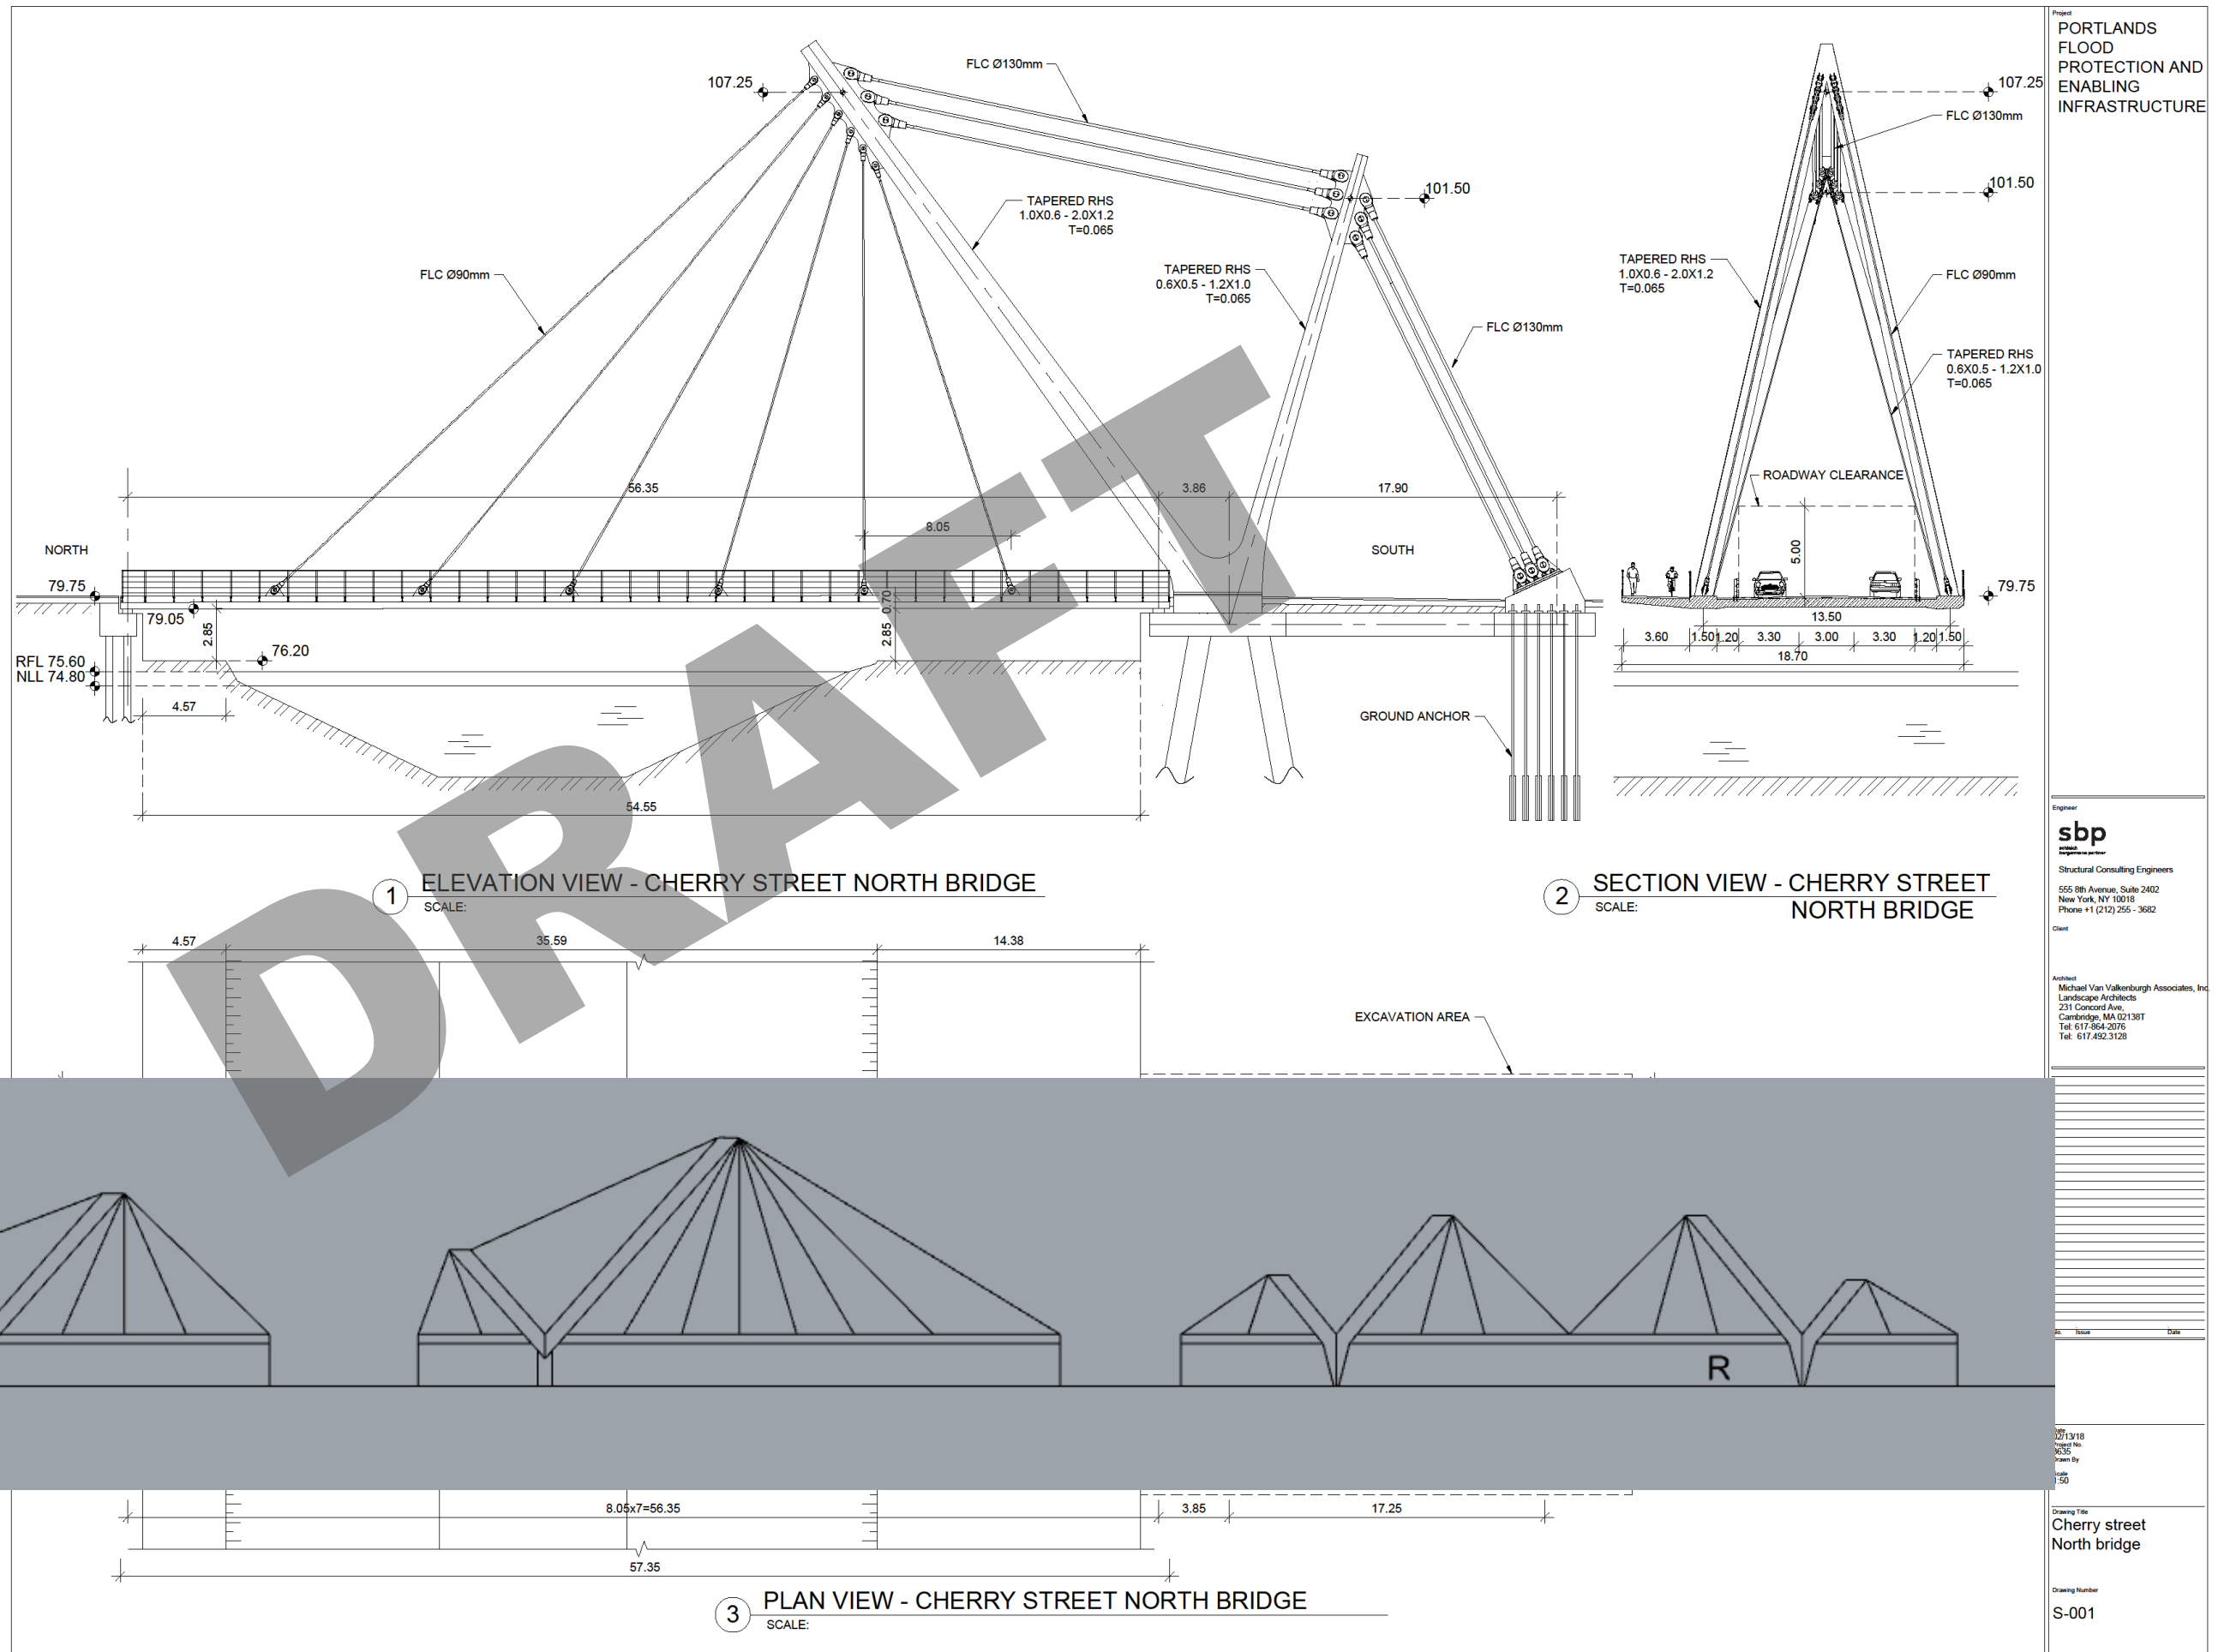 107.25
FLC Ø130mm
101.50
TAPERED RHS
1.0X0.6 - 2.0X1.2
T=0.065
TAPERED RHS
0.6X0.5 - 1.2X1.0
T=0.065
FLC Ø90mm
FLC Ø130mm
56.35
3.86
17.90
8.05
NORTH
SOUTH
79.75
79.05
2.85
0.70
2.85
76.20
RFL 75.60
NLL 74.80
4.57
GROUND ANCHOR
54.55
DRAFT
1
ELEVATION VIEW - CHERRY STREET NORTH BRIDGE
SCALE:
107.25
FLC Ø130mm
101.50
TAPERED RHS
1.0X0.6 - 2.0X1.2
T=0.065
FLC Ø90mm
TAPERED RHS
0.6X0.5 - 1.2X1.0
T=0.065
ROADWAY CLEARANCE
5.00
79.75
13.50
3.60 1.50 1.20 3.30 3.00 3.30 1.20 1.50
18.70
2
SECTION VIEW - CHERRY STREET
NORTH BRIDGE
SCALE:
4.57
35.59
14.38
EXCAVATION AREA
R
8.05x7=56.35
3.85
17.25
57.35
3
PLAN VIEW - CHERRY STREET NORTH BRIDGE
SCALE:
Project
PORTLANDS
FLOOD
PROTECTION AND
ENABLING
INFRASTRUCTURE
Engineer
sbp
Structural Consulting Engineers
555 8th Avenue, Suite 2402
New York, NY 10018
Phone +1 (212) 255 - 3682
Client
Architect
Michael Van Valkenburgh Associates, Inc.
Landscape Architects
231 Concord Ave,
Cambridge, MA 02138T
Tel: 617-864-2076
Tel: 617.492.3128
Issue
Date
Drawing Title
Cherry street
North bridge
Drawing Number
S-001